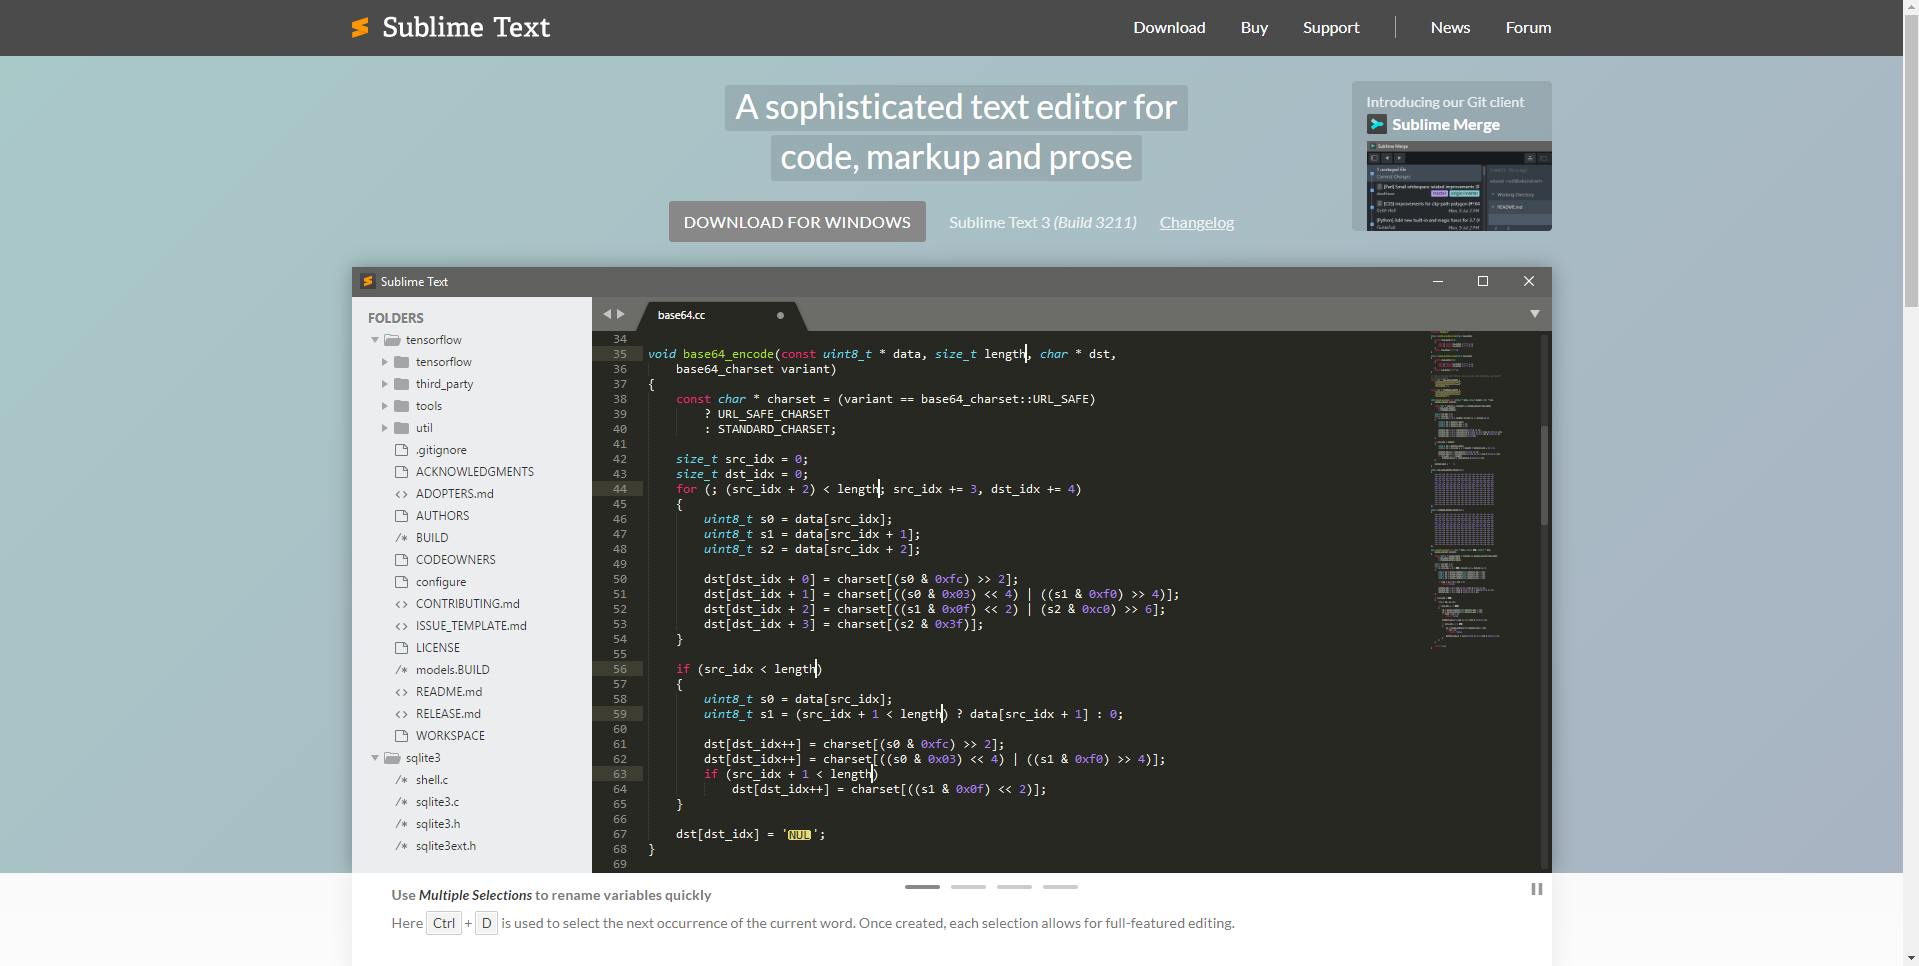 Sublime Text
Download Buy Support News Forum
A sophisticated text editor for
code, markup and prose
DOWNLOAD FOR WINDOWS Sublime Text 3 (Build 3211) Changelog
Introducing our Git client
Sublime Merge
Sublime Merge
Sublime Text
FOLDERS
tensorflow
tensorflow
third_party
tools
util
.gitignore
ACKNOWLEDGMENTS
ADOPTERS.md
AUTHORS
/* BUILD
CODEOWNERS
configure
<> CONTRIBUTING.md
<> ISSUE_TEMPLATE.md
LICENSE
/* models.BUILD
<> README.md
<> RELEASE.md
WORKSPACE
sqlite3
/* shell.c
/* sqlite3.c
/* sqlite3.h
/* sqlite3ext.h
base64.cc
34
35 void base64_encode(const uint8_t * data, size_t length, char * dst,
36 base64_charset variant)
37 {
38 const char * charset = (variant == base64_charset::URL_SAFE)
39 ? URL_SAFE_CHARSET
40 : STANDARD_CHARSET;
41
42 size_t src_idx = 0;
43 size_t dst_idx = 0;
44 for (; (src_idx + 2) < length; src_idx += 3, dst_idx += 4)
45 {
46 uint8_t s0 = data[src_idx];
47 uint8_t s1 = data[src_idx + 1];
48 uint8_t s2 = data[src_idx + 2];
49
50 dst[dst_idx + 0] = charset[(s0 & 0xfc) >> 2];
51 dst[dst_idx + 1] = charset[((s0 & 0x03) << 4) | ((s1 & 0xf0) >> 4)];
52 dst[dst_idx + 2] = charset[((s1 & 0x0f) << 2) | (s2 & 0xc0) >> 6];
53 dst[dst_idx + 3] = charset[(s2 & 0x3f)];
54 }
55
56 if (src_idx < length)
57 {
58 uint8_t s0 = data[src_idx];
59 uint8_t s1 = (src_idx + 1 < length) ? data[src_idx + 1] : 0;
60
61 dst[dst_idx++] = charset[(s0 & 0xfc) >> 2];
62 dst[dst_idx++] = charset[((s0 & 0x03) << 4) | ((s1 & 0xf0) >> 4)];
63 if (src_idx + 1 < length)
64 dst[dst_idx++] = charset[((s1 & 0x0f) << 2)];
65 }
66
67 dst[dst_idx] = 'NUL';
68 }
69
Use Multiple Selections to rename variables quickly
Here Ctrl + D is used to select the next occurrence of the current word. Once created, each selection allows for full-featured editing.